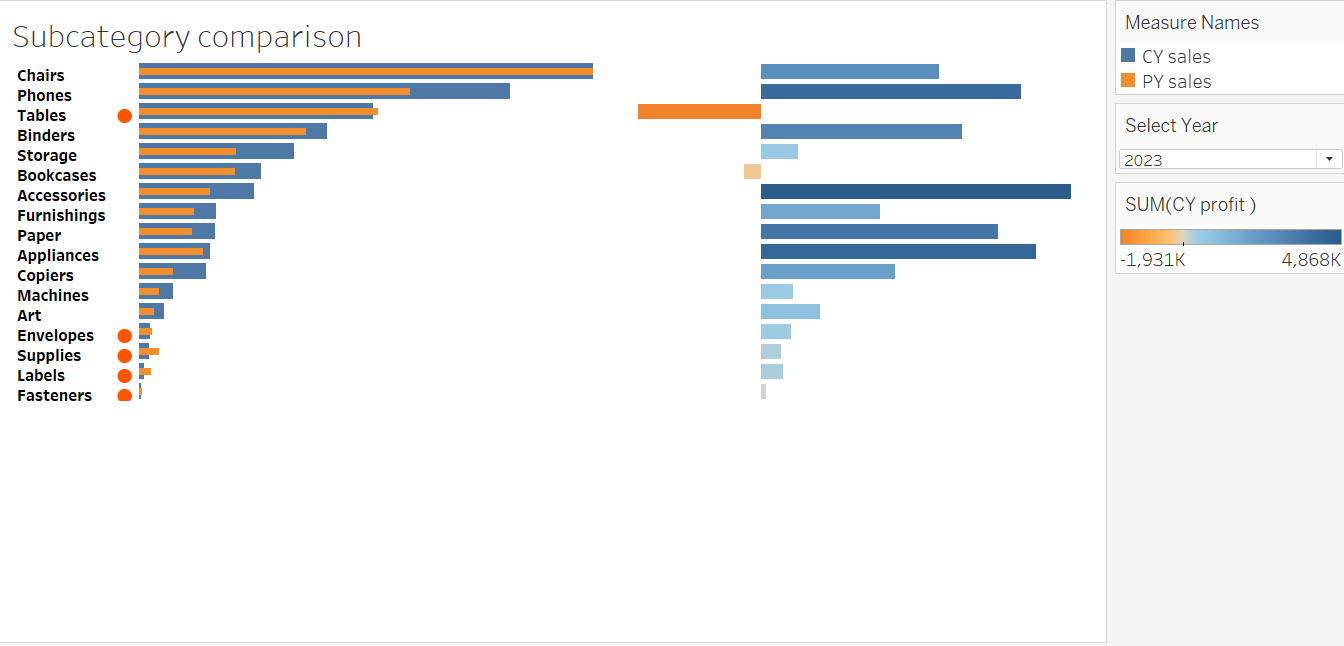 Subcategory comparison
Chairs
Phones
Tables
Binders
Storage
Bookcases
Accessories
Furnishings
Paper
Appliances
Copiers
Machines
Art
Envelopes
Supplies
Labels
Fasteners
Measure Names
CY sales
PY sales
Select Year
2023
SUM(CY profit )
-1,931K 4,868K